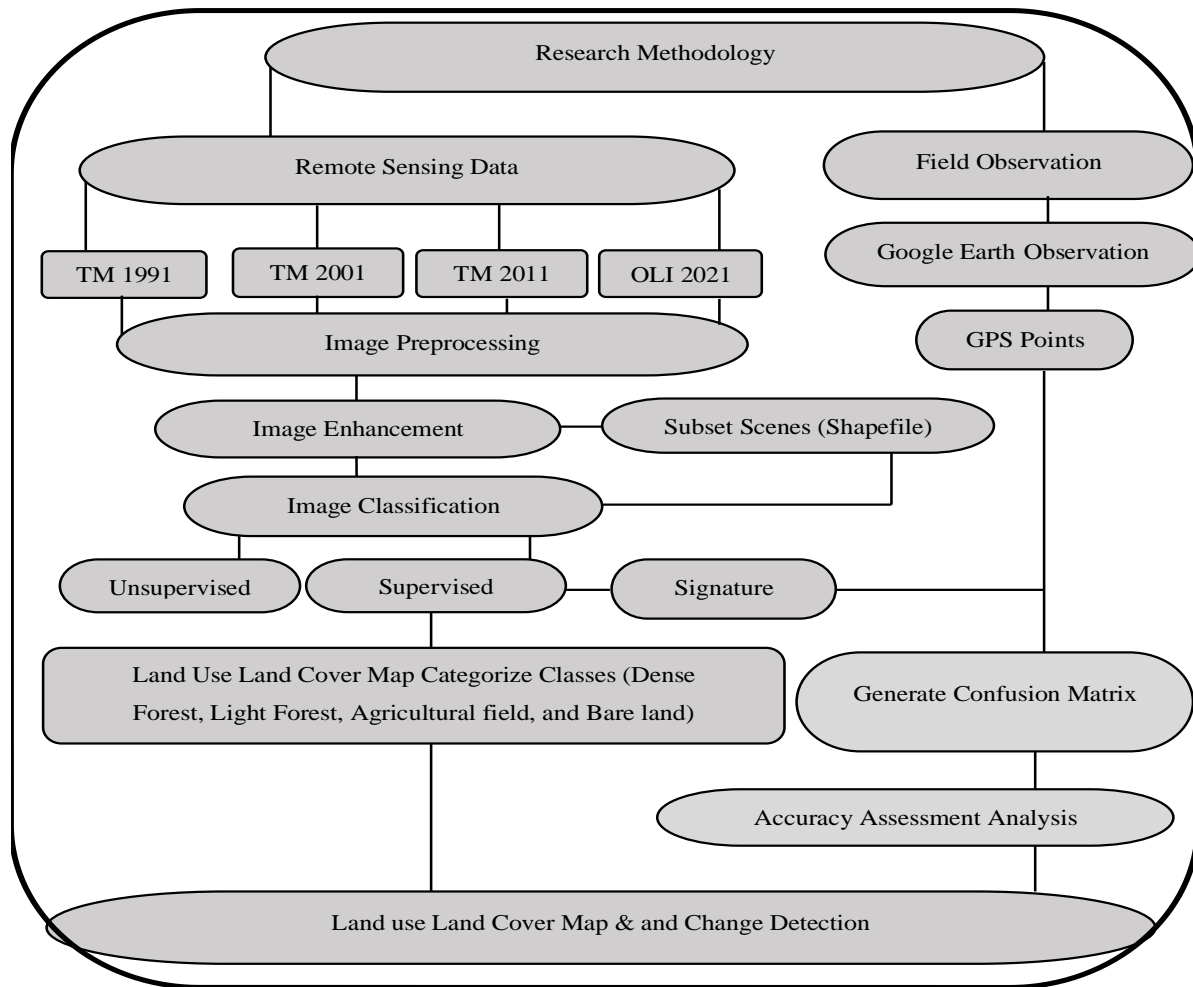 Research Methodology
Remote Sensing Data
Field Observation
Google Earth Observation
TM 1991
TM 2001
TM 2011
OLI 2021
GPS Points
Image Preprocessing
Image Enhancement
Subset Scenes (Shapefile)
Image Classification
Unsupervised
Supervised
Signature
Land Use Land Cover Map Categorize Classes (Dense
Forest, Light Forest, Agricultural field, and Bare land)
Generate Confusion Matrix
Accuracy Assessment Analysis
Land use Land Cover Map & and Change Detection